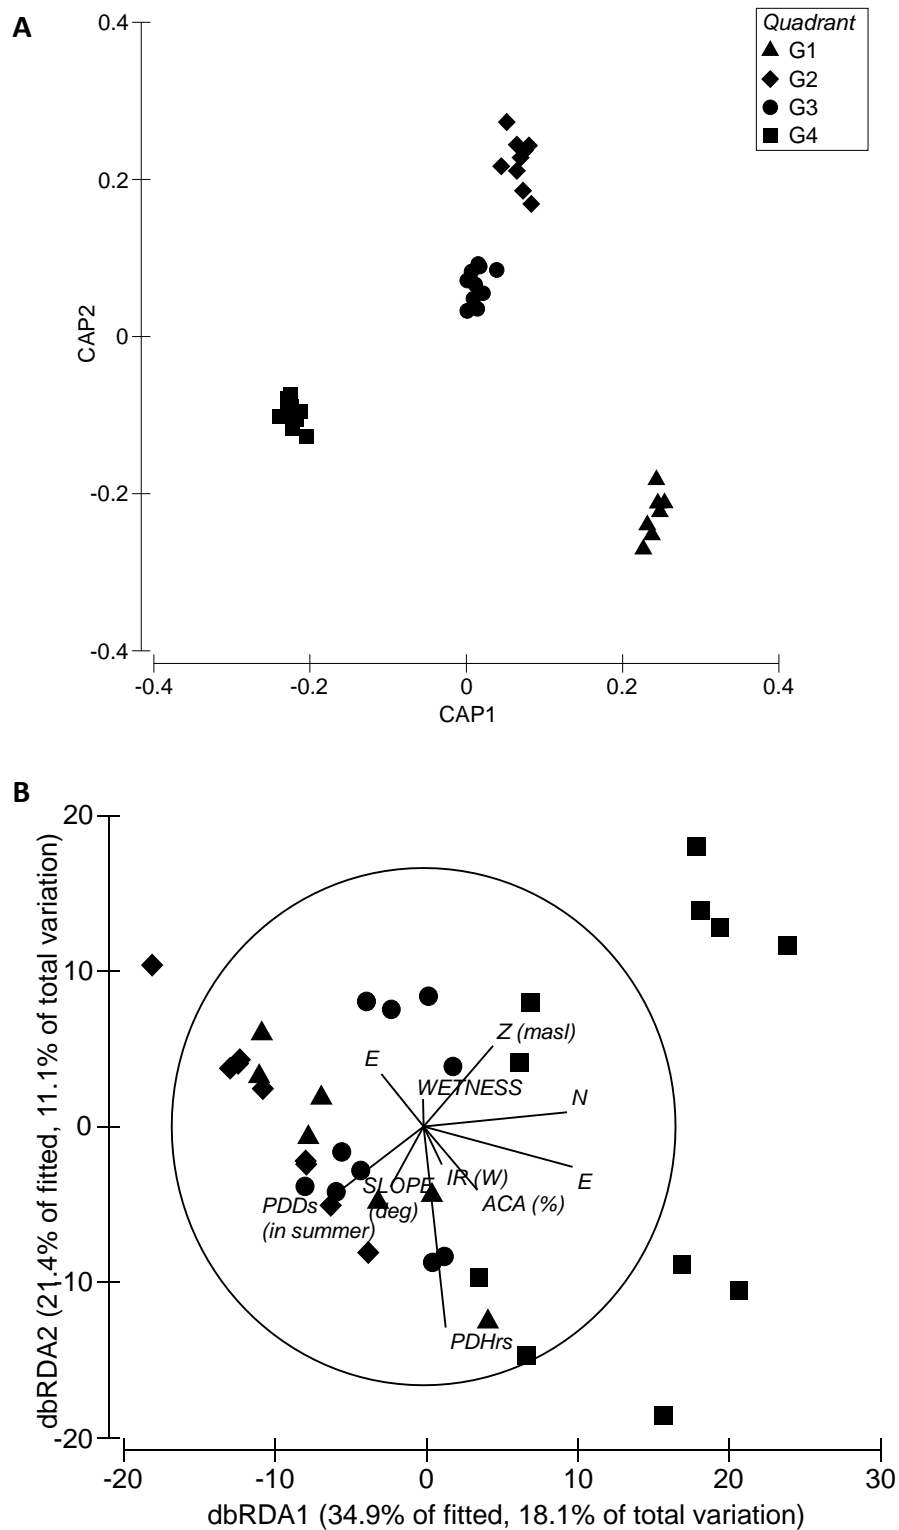 A
Quadrant
G1
G2
G3
G4
0.4
0.2
0
-0.2
-0.4
CAP2
-0.4
-0.2
0
0.2
0.4
CAP1
B
20
10
0
-10
-20
dbRDA2 (21.4% of fitted, 11.1% of total variation)
Z (masl)
E
WETNESS
N
E
IR (W)
ACA (%)
SLOPE
(deg)
PDDs
(in summer)
PDHrs
-20
-10
0
10
20
30
dbRDA1 (34.9% of fitted, 18.1% of total variation)